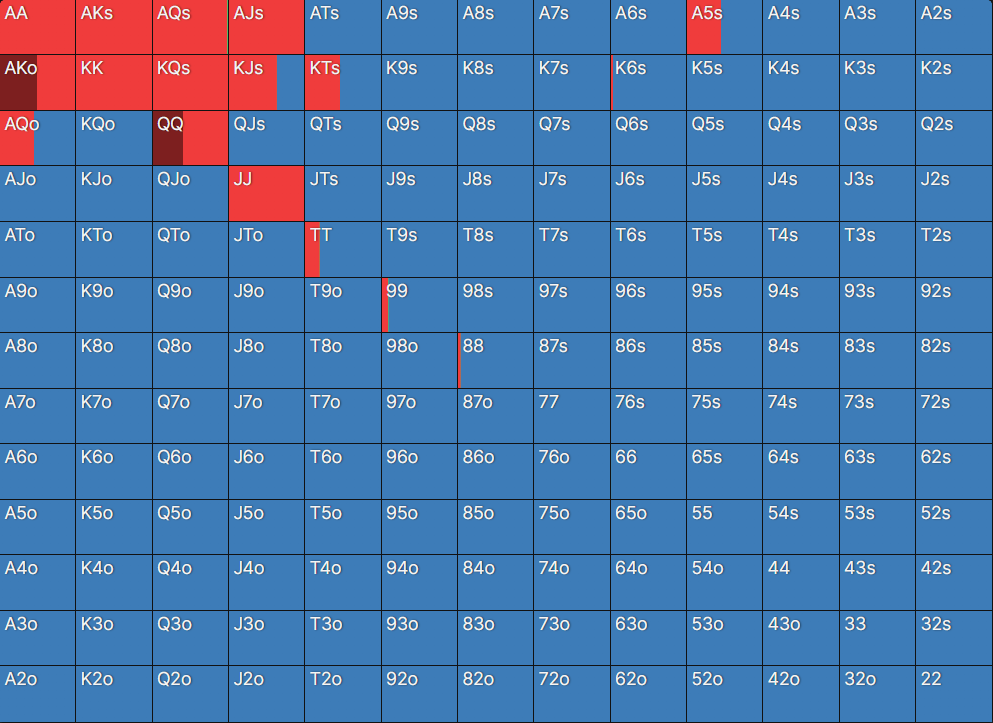 AA AKs AQs AJs ATs A9s A8s A7s A6s A5s A4s A3s A2s
AKo KK KQs KJs KTs K9s K8s K7s K6s K5s K4s K3s K2s
AQo KQo QQ QJs QTs Q9s Q8s Q7s Q6s Q5s Q4s Q3s Q2s
AJo KJo QJo JJ JTs J9s J8s J7s J6s J5s J4s J3s J2s
ATo KTo QTo JTo TT T9s T8s T7s T6s T5s T4s T3s T2s
A9o K9o Q9o J9o T9o 99 98s 97s 96s 95s 94s 93s 92s
A8o K8o Q8o J8o T8o 98o 88 87s 86s 85s 84s 83s 82s
A7o K7o Q7o J7o T7o 97o 87o 77 76s 75s 74s 73s 72s
A6o K6o Q6o J6o T6o 96o 86o 76o 66 65s 64s 63s 62s
A5o K5o Q5o J5o T5o 95o 85o 75o 65o 55 54s 53s 52s
A4o K4o Q4o J4o T4o 94o 84o 74o 64o 54o 44 43s 42s
A3o K3o Q3o J3o T3o 93o 83o 73o 63o 53o 43o 33 32s
A2o K2o Q2o J2o T2o 92o 82o 72o 62o 52o 42o 32o 22